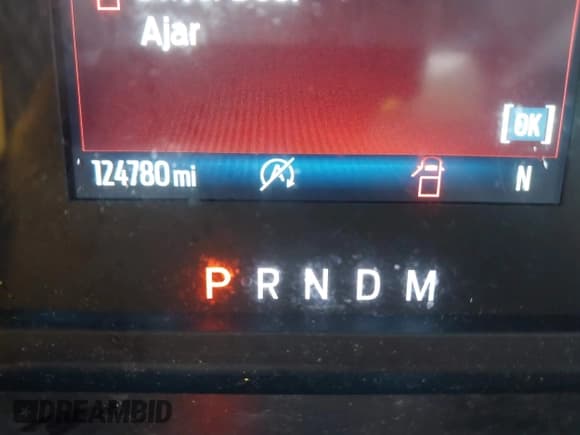 Ajar
[OK]
124780 mi N
P R N D M
DREAMBID